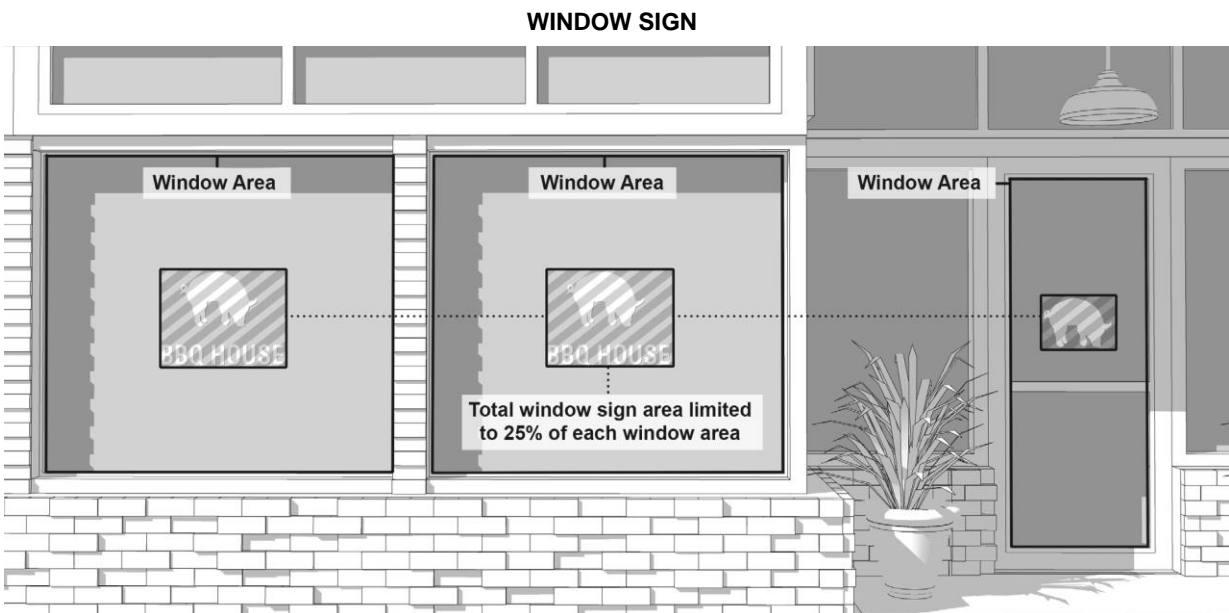 WINDOW SIGN
Window Area
Window Area
Window Area
BBQ HOUSE
BBQ HOUSE
Total window sign area limited
to 25% of each window area